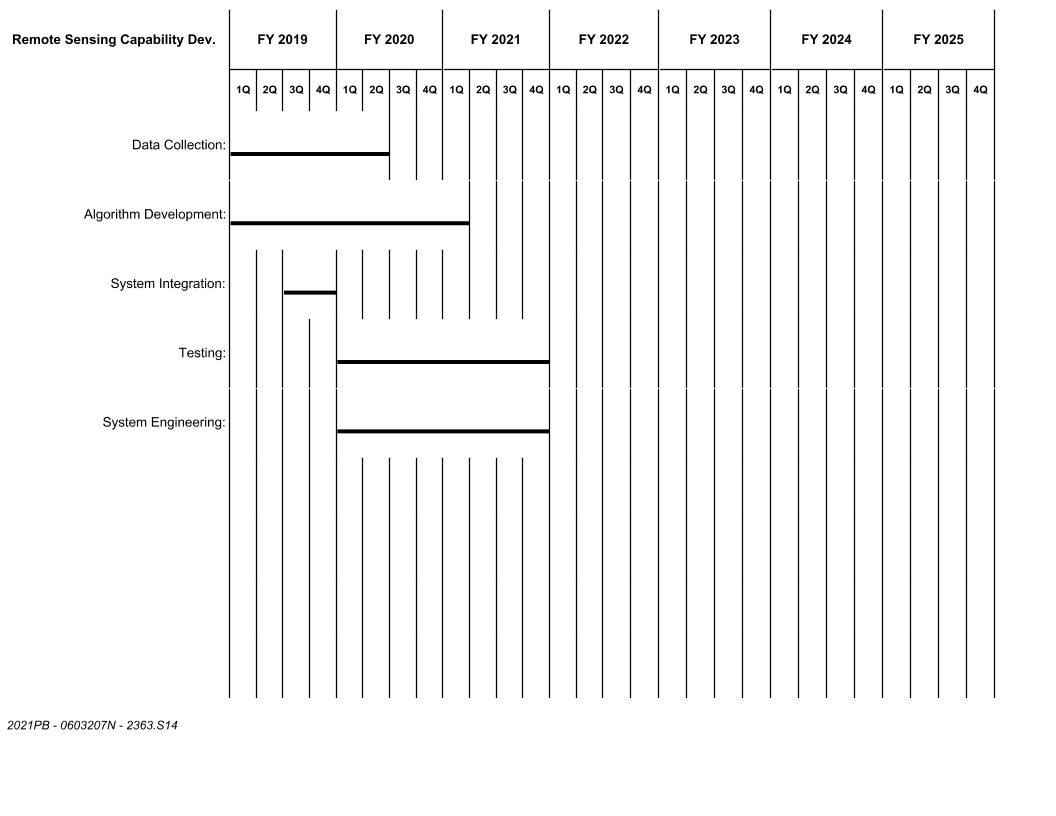 Remote Sensing Capability Dev. FY 2019 FY 2020 FY 2021 FY 2022 FY 2023 FY 2024 FY 2025
1Q 2Q 3Q 4Q 1Q 2Q 3Q 4Q 1Q 2Q 3Q 4Q 1Q 2Q 3Q 4Q 1Q 2Q 3Q 4Q 1Q 2Q 3Q 4Q 1Q 2Q 3Q 4Q
Data Collection:
Algorithm Development:
System Integration:
Testing:
System Engineering:
2021PB - 0603207N - 2363.S14